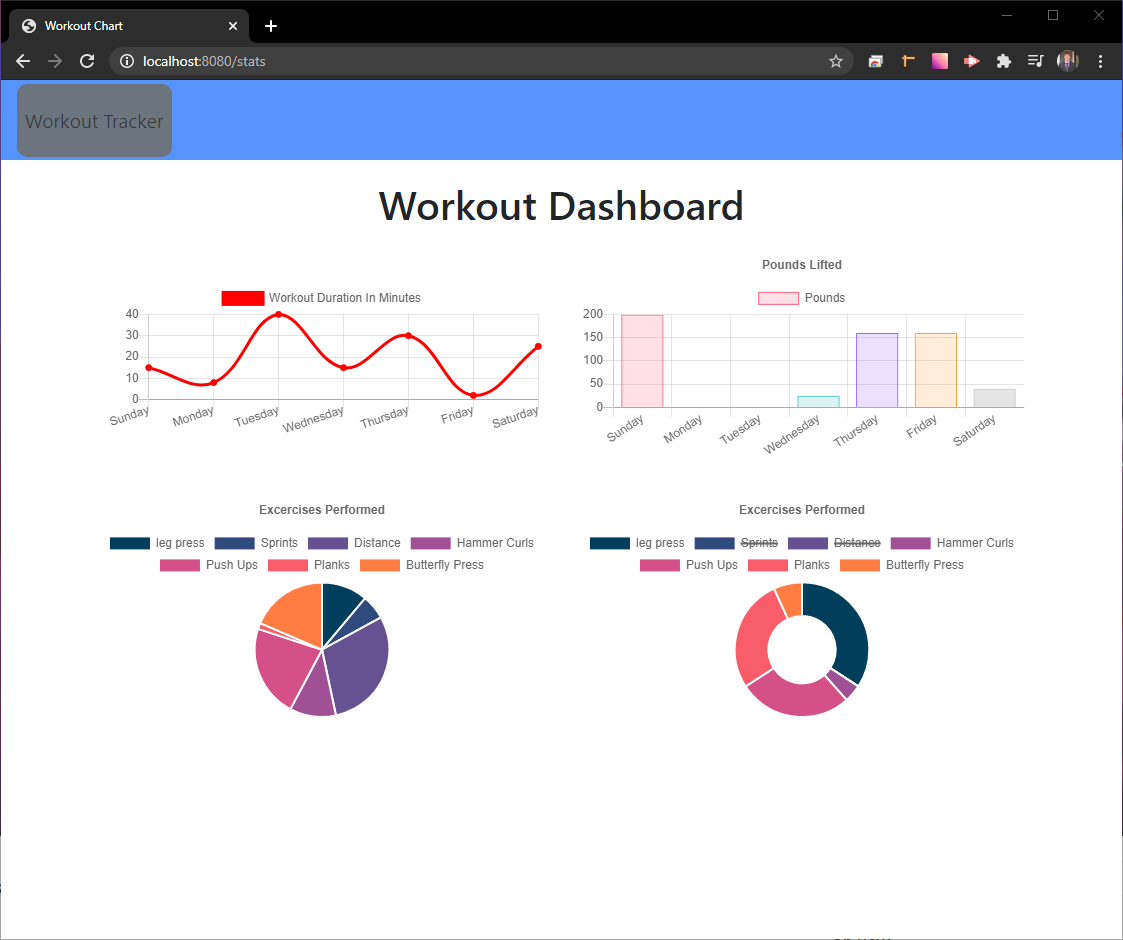 Workout Chart
localhost:8080/stats
Workout Tracker
Workout Dashboard
Workout Duration In Minutes
40
30
20
10
0
Sunday Monday Tuesday Wednesday Thursday Friday Saturday
Pounds Lifted
Pounds
200
150
100
50
0
Sunday Monday Tuesday Wednesday Thursday Friday Saturday
Excercises Performed
leg press Sprints Distance Hammer Curls
Push Ups Planks Butterfly Press
Excercises Performed
leg press Sprints Distance Hammer Curls
Push Ups Planks Butterfly Press